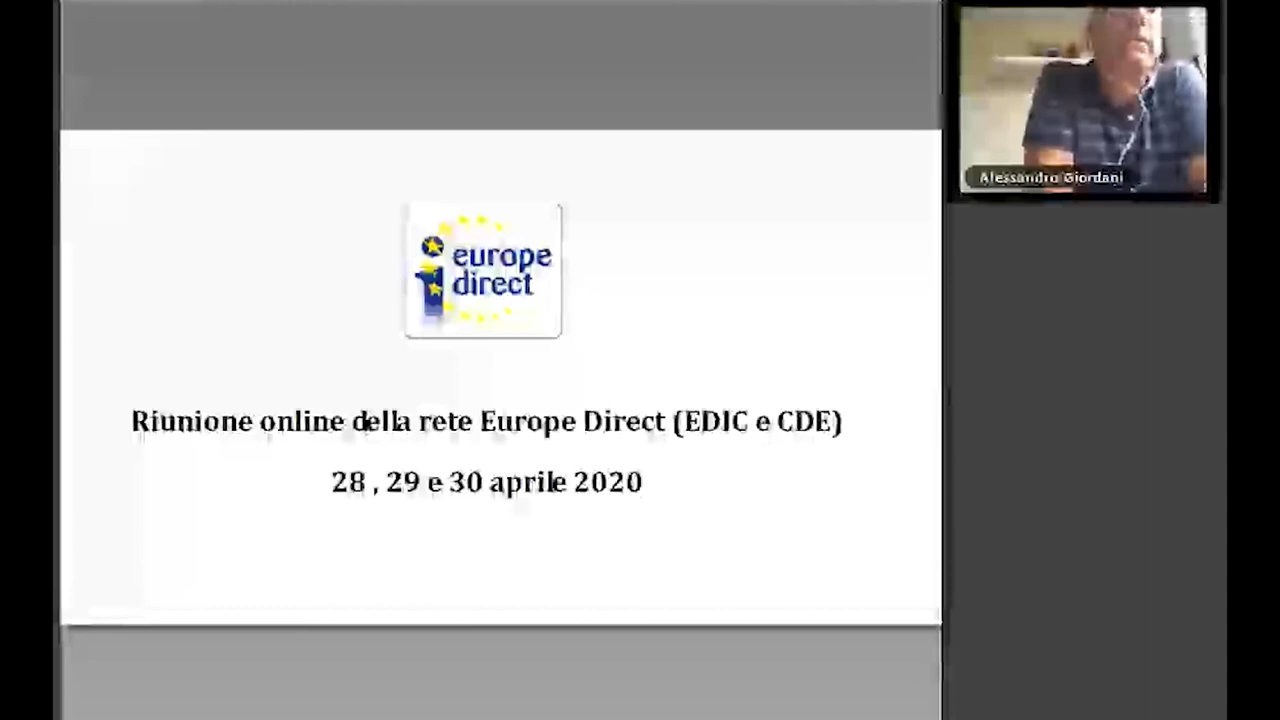 europe
direct
Riunione online della rete Europe Direct (EDIC e CDE)
28 , 29 e 30 aprile 2020
Alessandro Giordani